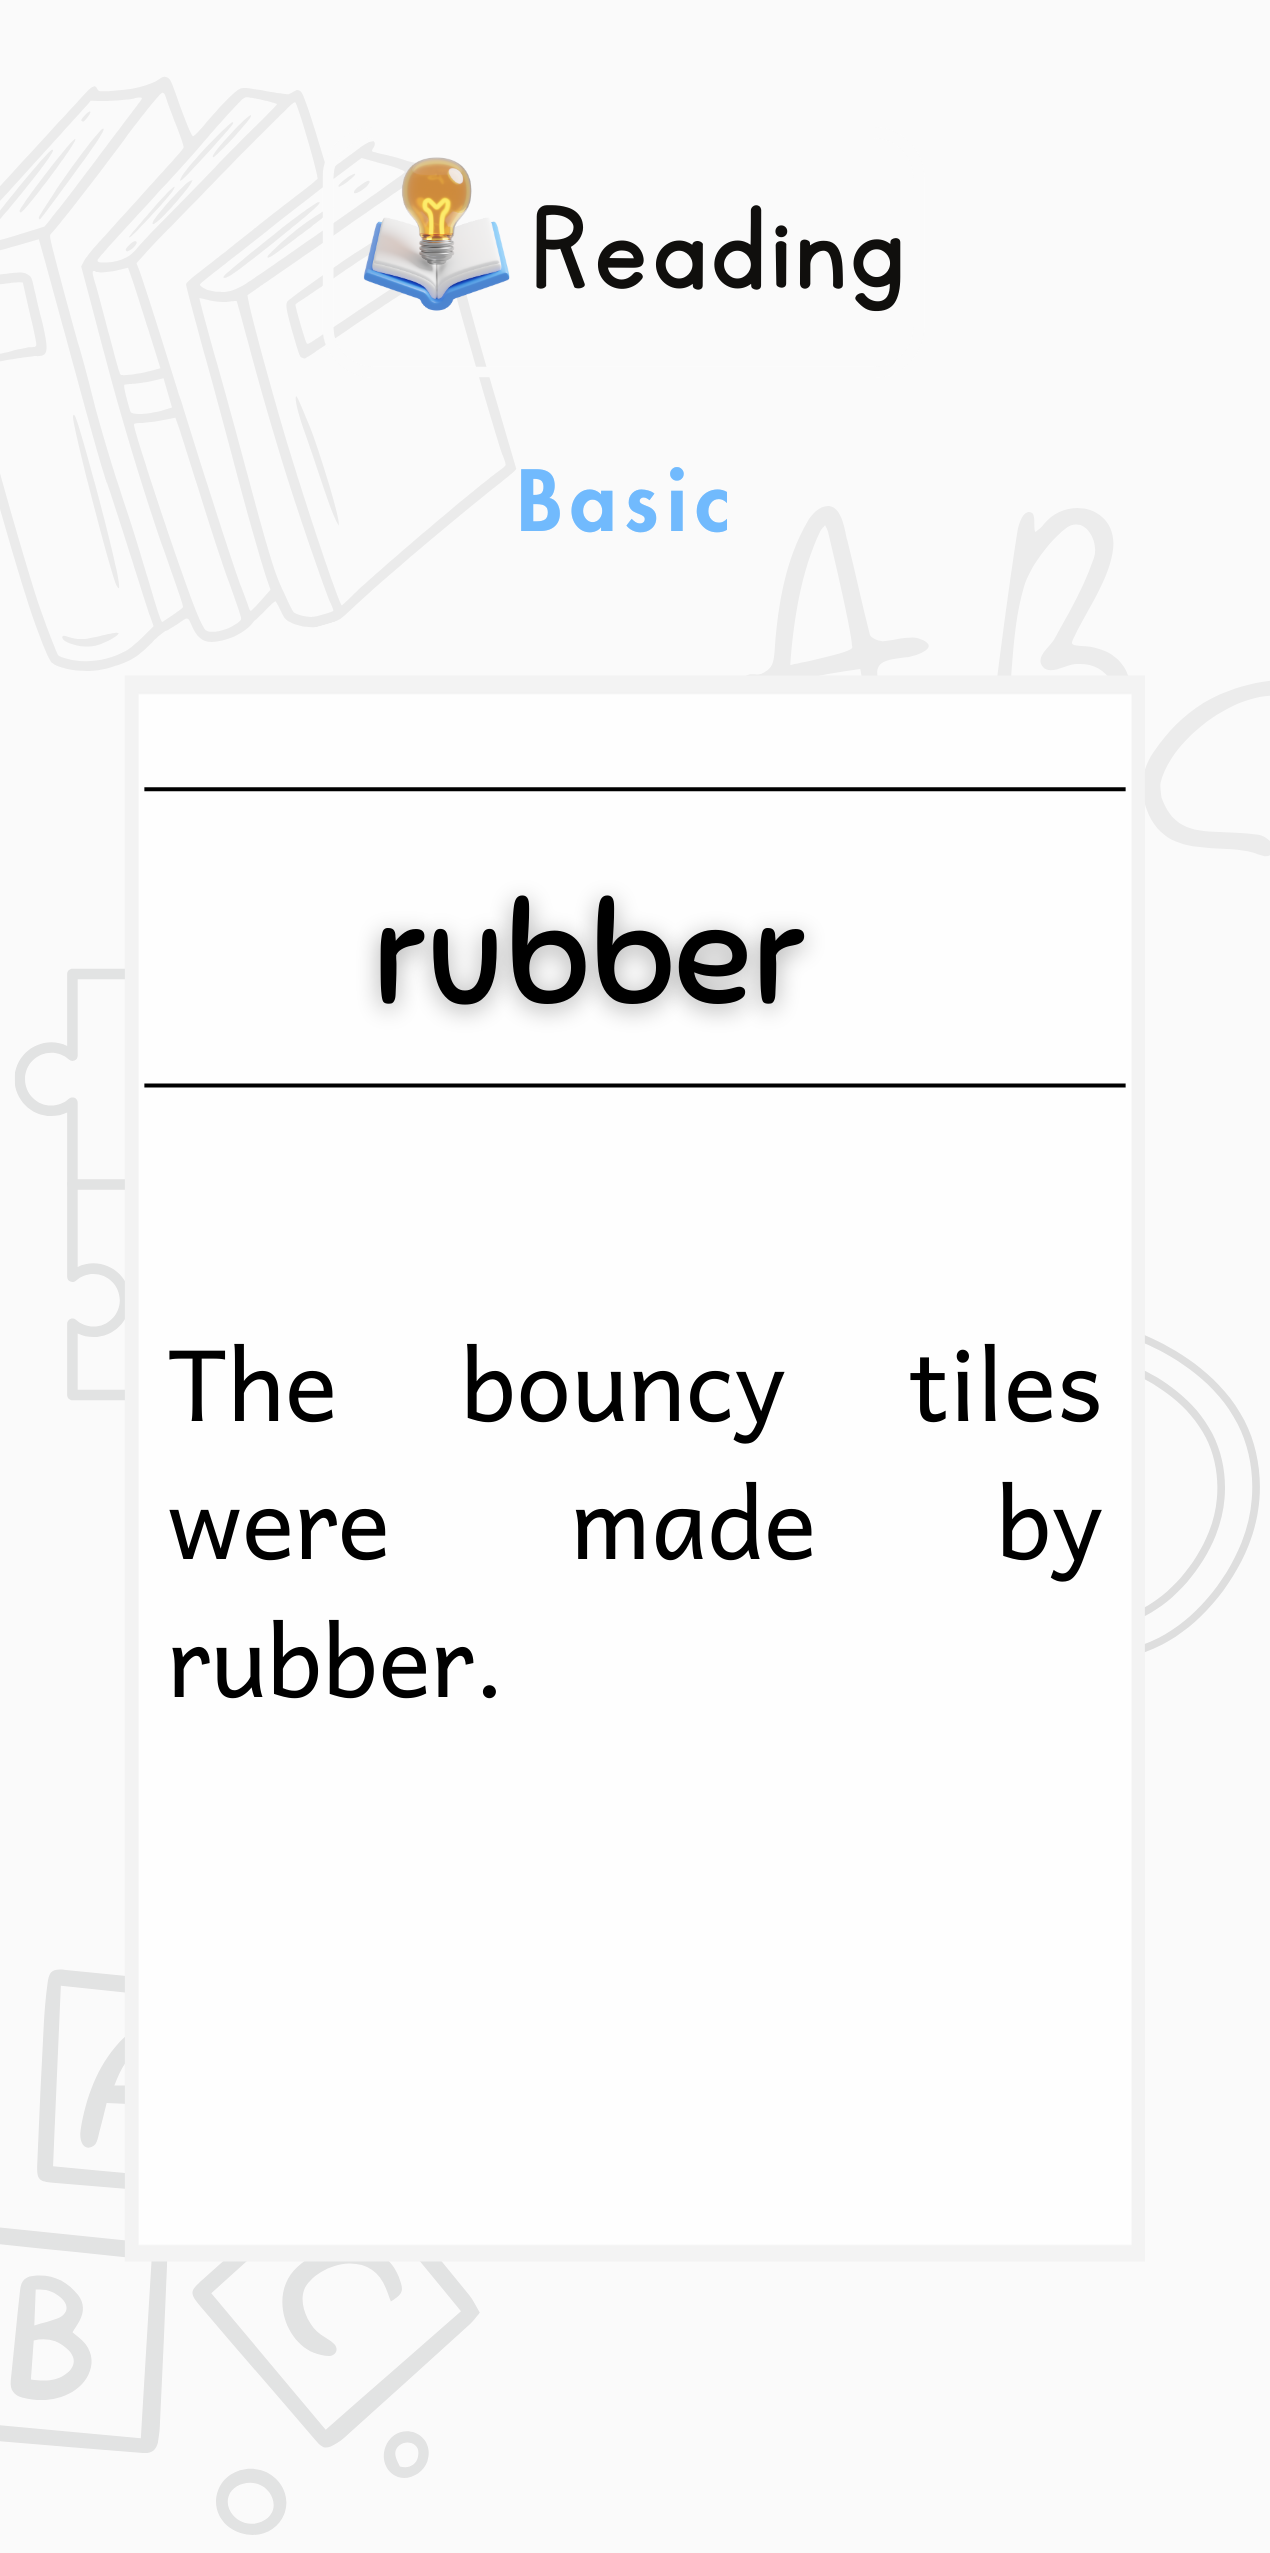 Reading
Basic
A B
C
rubber
The bouncy tiles
were made by
rubber.
A
B
C